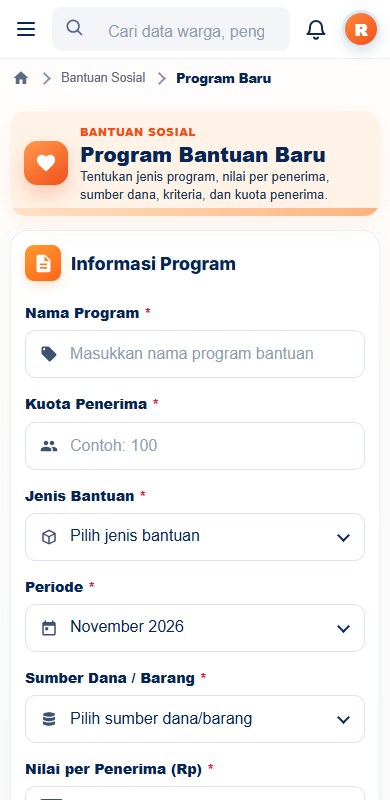 Cari data warga, peng
R
Bantuan Sosial
Program Baru
BANTUAN SOSIAL
Program Bantuan Baru
Tentukan jenis program, nilai per penerima,
sumber dana, kriteria, dan kuota penerima.
Informasi Program
Nama Program *
Masukkan nama program bantuan
Kuota Penerima *
Contoh: 100
Jenis Bantuan *
Pilih jenis bantuan
Periode *
November 2026
Sumber Dana / Barang *
Pilih sumber dana/barang
Nilai per Penerima (Rp) *